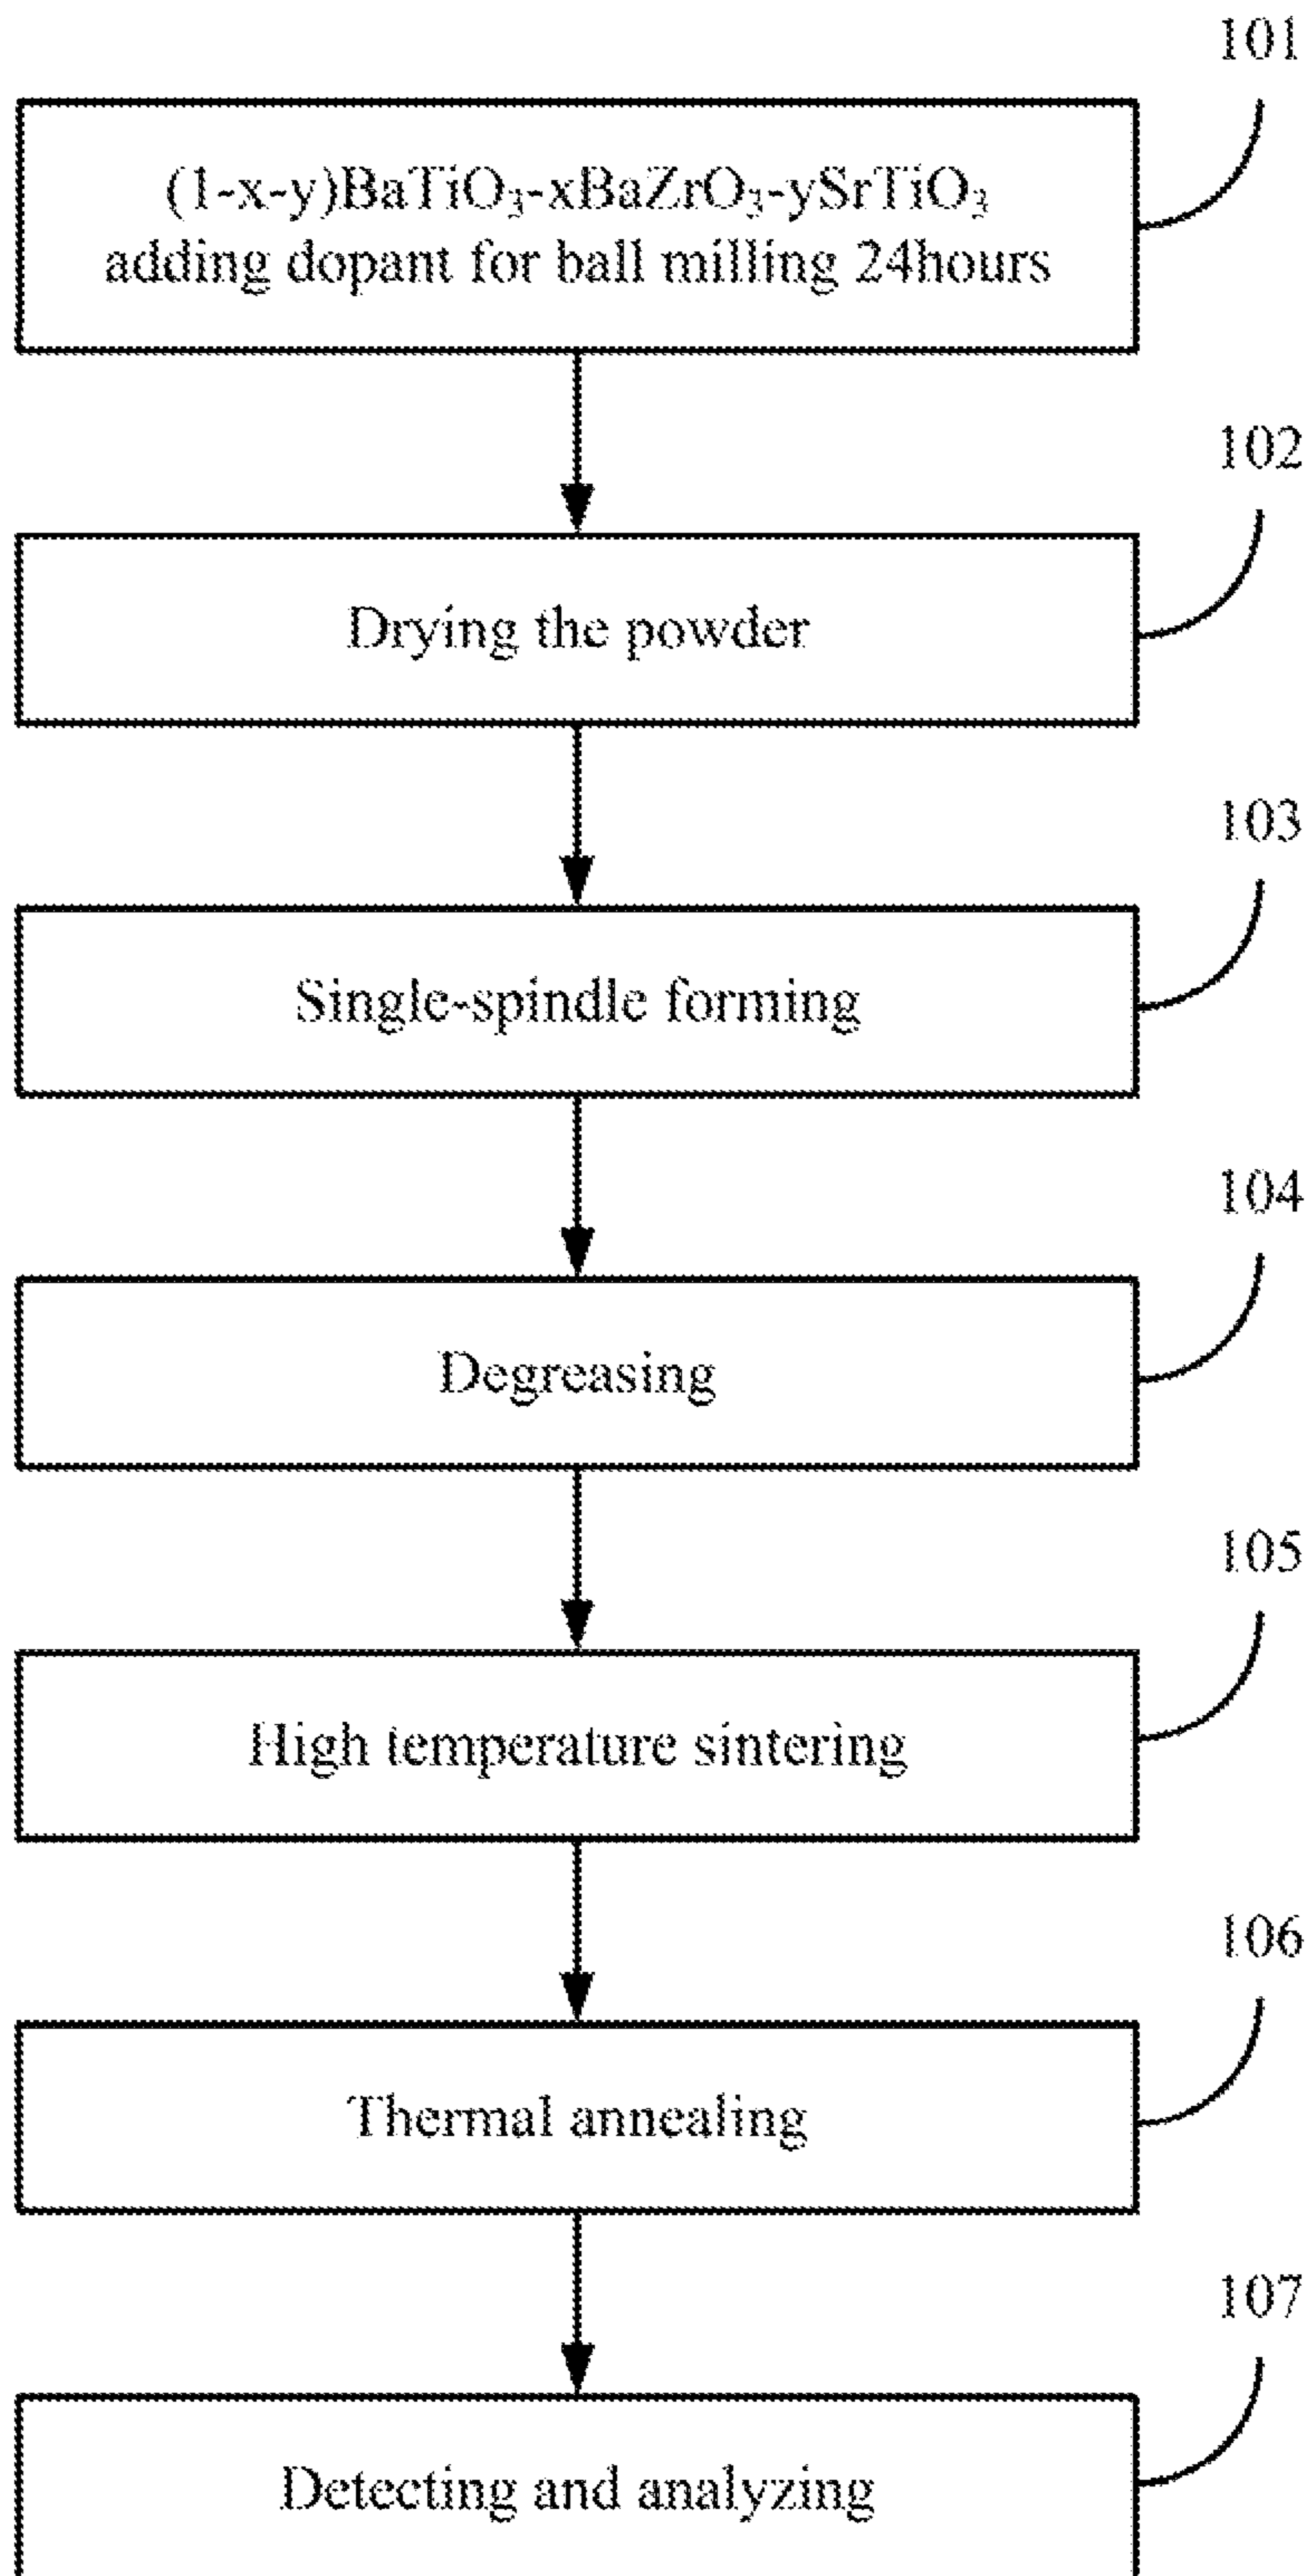 101
(1-x-y)BaTiO₃-xBaZrO₃-ySrTiO₃
adding dopant for ball milling 24hours
102
Drying the powder
103
Single-spindle forming
104
Degreasing
105
High temperature sintering
106
Thermal annealing
107
Detecting and analyzing